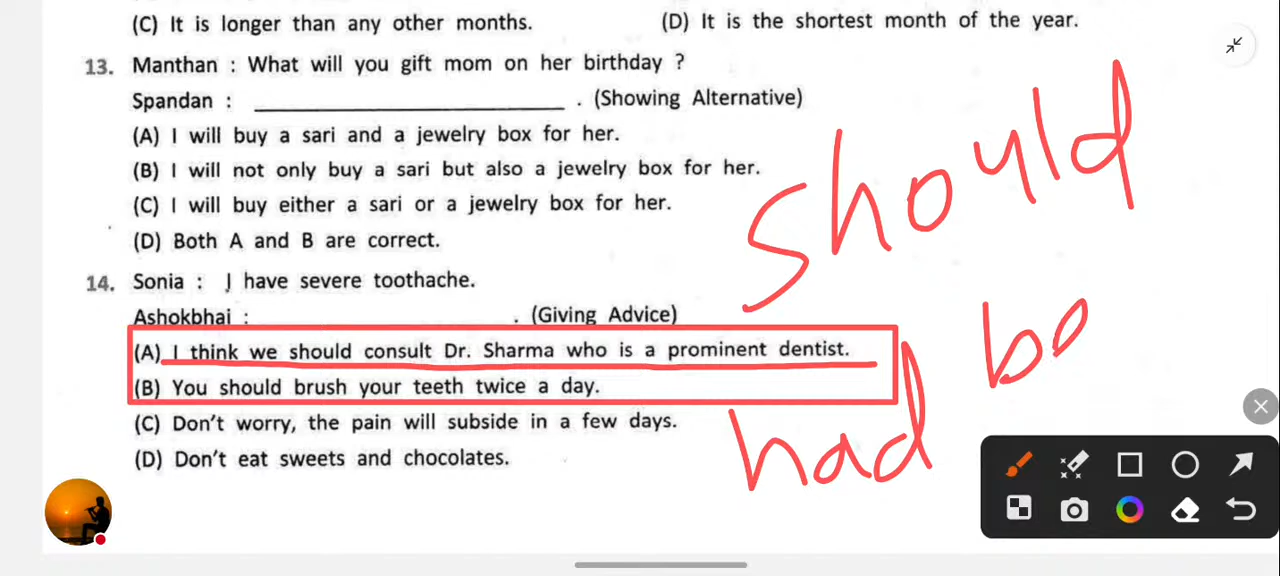 (C) It is longer than any other months. (D) It is the shortest month of the year.
13. Manthan : What will you gift mom on her birthday ?
Spandan : ______________________ . (Showing Alternative)
(A) I will buy a sari and a jewelry box for her.
(B) I will not only buy a sari but also a jewelry box for her.
(C) I will buy either a sari or a jewelry box for her.
(D) Both A and B are correct.
should
14. Sonia : I have severe toothache.
Ashokbhai : . (Giving Advice)
(A) I think we should consult Dr. Sharma who is a prominent dentist.
(B) You should brush your teeth twice a day.
(C) Don't worry, the pain will subside in a few days.
(D) Don't eat sweets and chocolates.
had